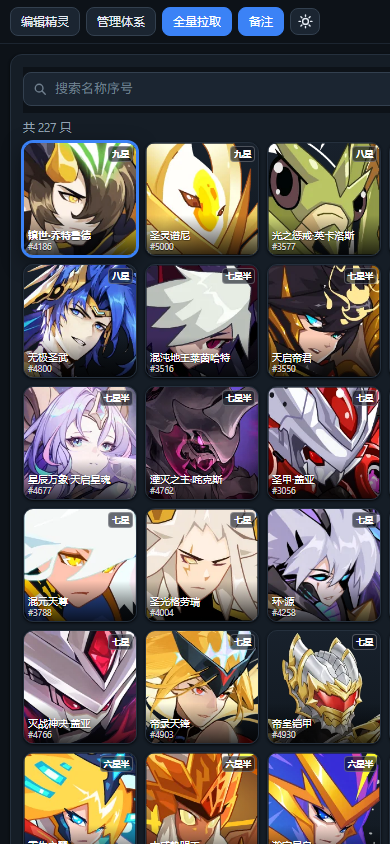 编辑精灵 管理体系 全量拉取 备注
搜索名称序号
共 227 只
九星 九星 八星
镇世·乔特鲁德 圣灵谱尼 光之惩戒·英卡洛斯
#4186 #5000 #3577
八星 七星半 七星半
无极圣武 混沌地王莱茵哈特 天启帝君
#4800 #3516 #3550
七星半 七星半 七星半
星辰万象·天启星魂 湮灭之主·咤克斯 圣甲·盖亚
#4677 #4762 #3056
七星 七星 七星
混元天尊 圣光格劳瑞 环·源
#3788 #4004 #4258
七星 七星 七星
灭战神决·盖亚 帝录天锋 帝皇铠甲
#4766 #4903 #4930
六星半 六星半 六星半